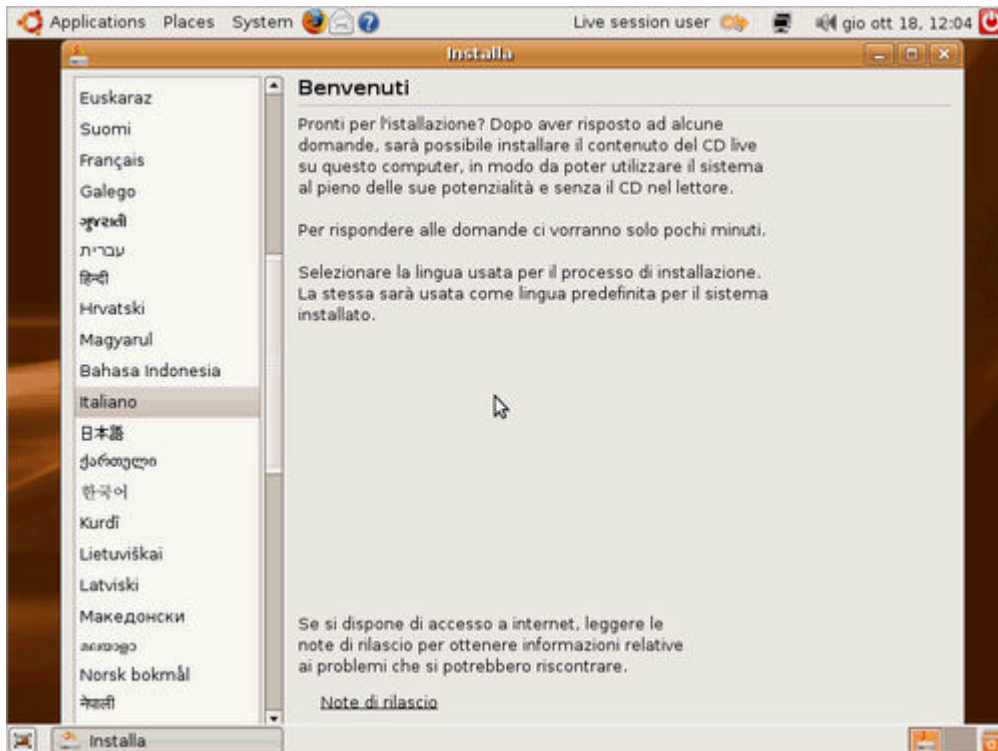 Applications Places System
Live session user
gio ott 18, 12:04
Installa
Euskaraz
Suomi
Français
Galego
ગુજરાતી
עברית
हिन्दी
Hrvatski
Magyarul
Bahasa Indonesia
Italiano
日本語
ქართული
한국어
Kurdî
Lietuviškai
Latviski
Македонски
Norsk bokmål
नेपाली
Benvenuti
Pronti per l'istallazione? Dopo aver risposto ad alcune
domande, sarà possibile installare il contenuto del CD live
su questo computer, in modo da poter utilizzare il sistema
al pieno delle sue potenzialità e senza il CD nel lettore.
Per rispondere alle domande ci vorranno solo pochi minuti.
Selezionare la lingua usata per il processo di installazione.
La stessa sarà usata come lingua predefinita per il sistema
installato.
Se si dispone di accesso a internet, leggere le
note di rilascio per ottenere informazioni relative
ai problemi che si potrebbero riscontrare.
Note di rilascio
Installa